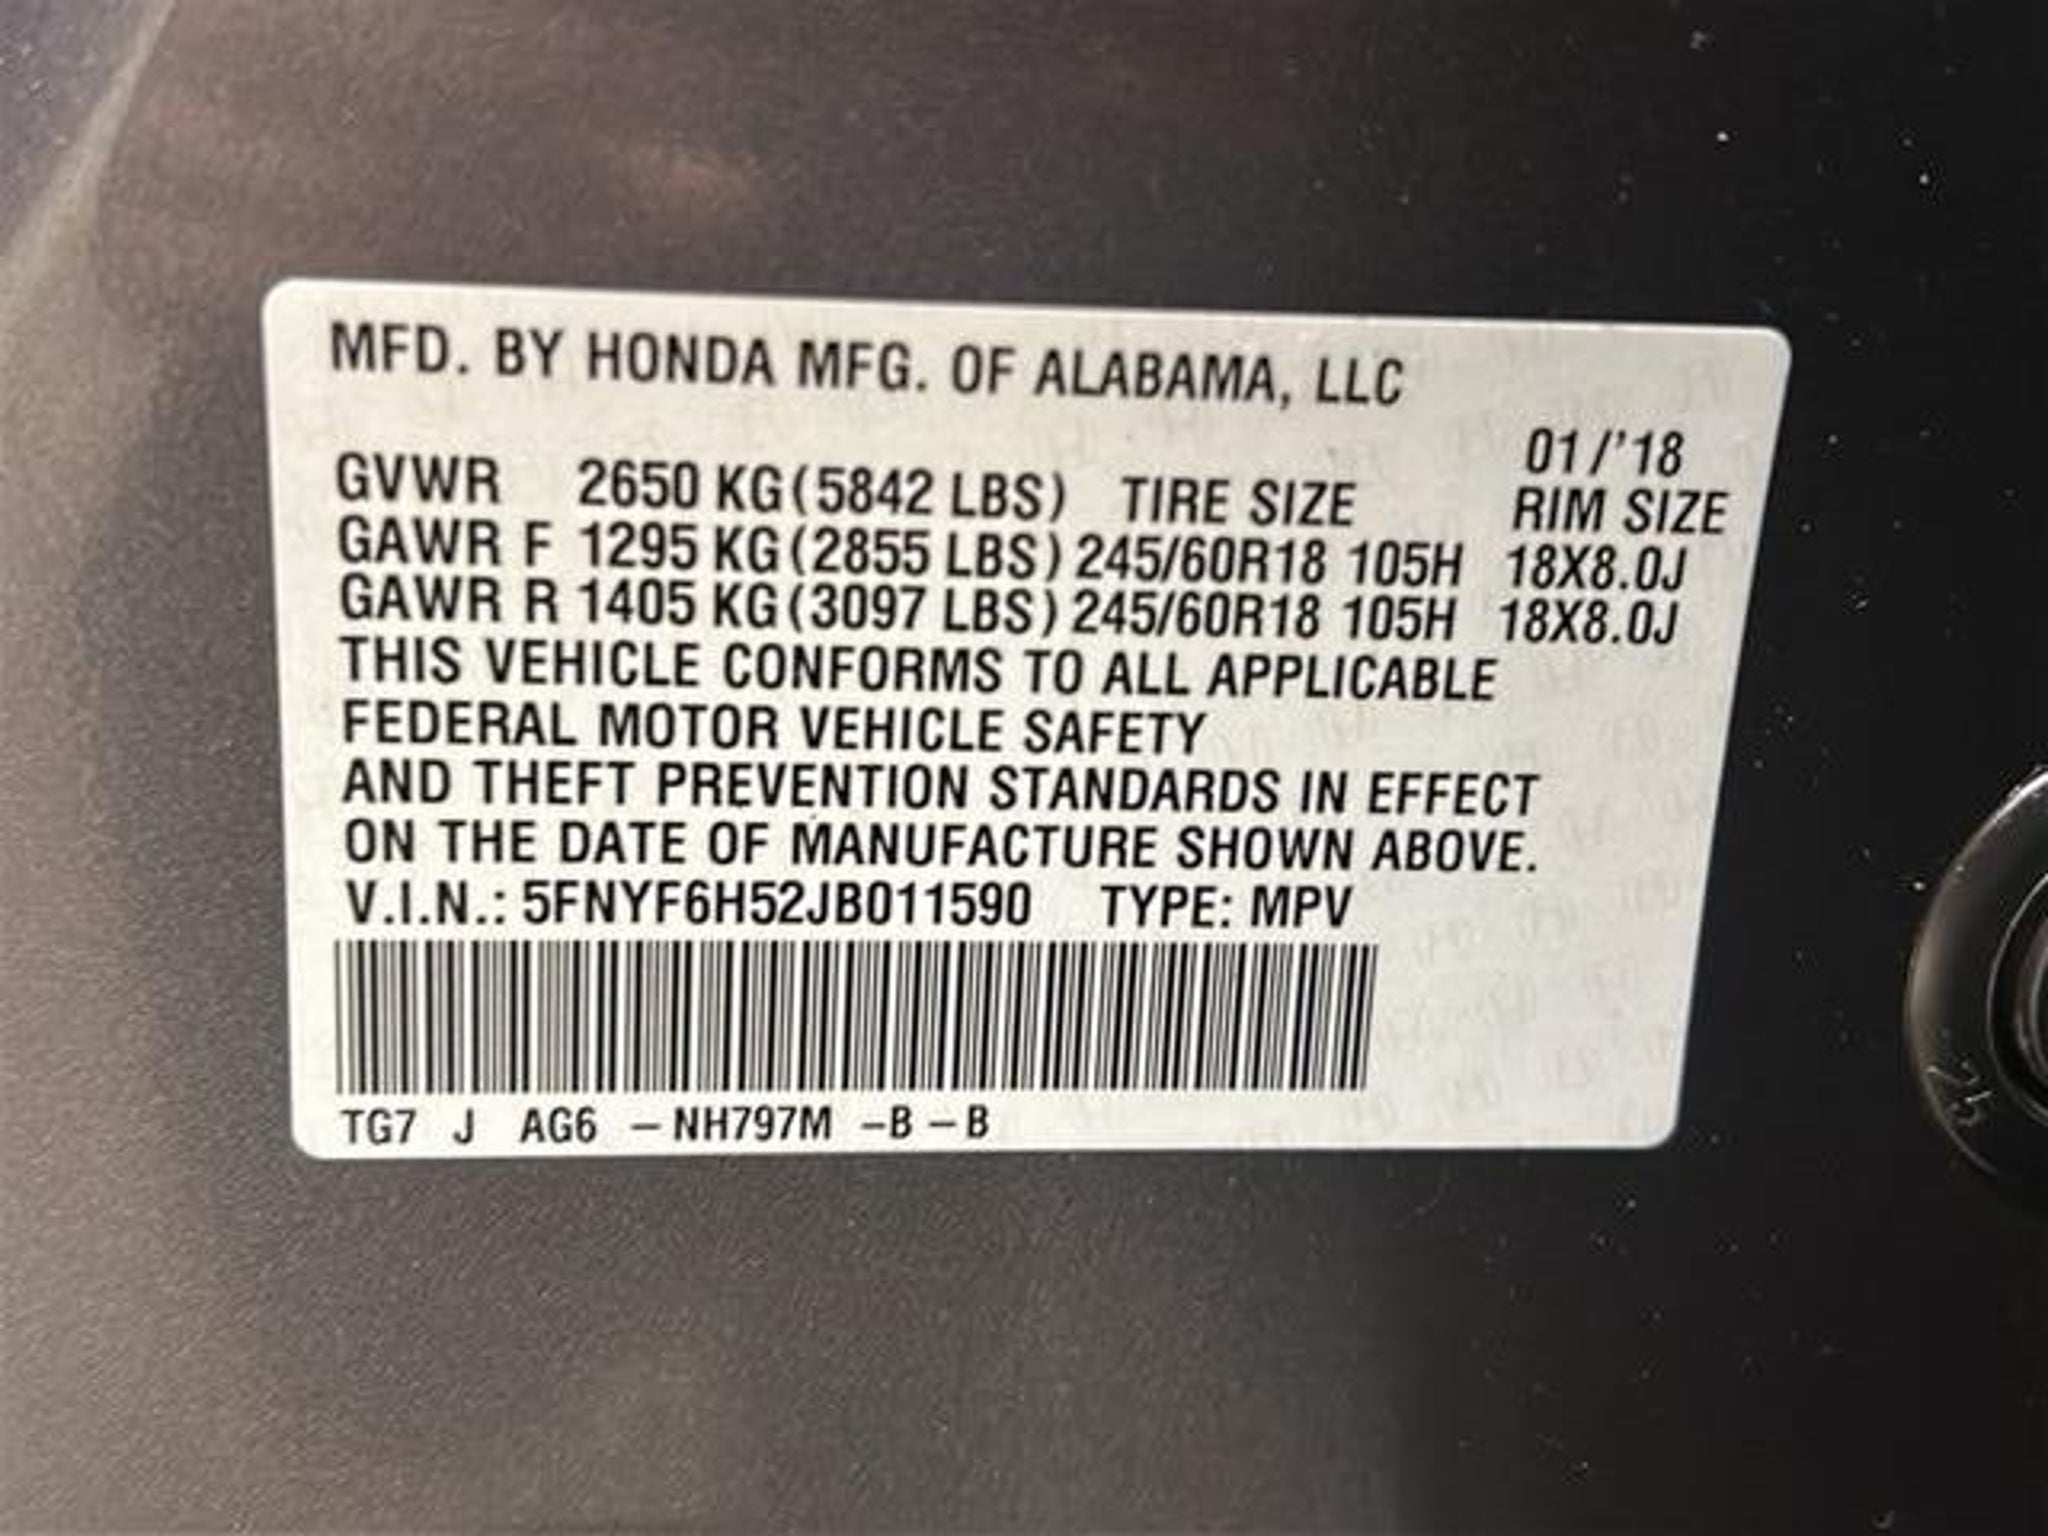 MFD. BY HONDA MFG. OF ALABAMA, LLC
01/'18
GVWR 2650 KG (5842 LBS) TIRE SIZE RIM SIZE
GAWR F 1295 KG (2855 LBS) 245/60R18 105H 18X8.0J
GAWR R 1405 KG (3097 LBS) 245/60R18 105H 18X8.0J
THIS VEHICLE CONFORMS TO ALL APPLICABLE
FEDERAL MOTOR VEHICLE SAFETY
AND THEFT PREVENTION STANDARDS IN EFFECT
ON THE DATE OF MANUFACTURE SHOWN ABOVE.
V.I.N.: 5FNYF6H52JB011590 TYPE: MPV
TG7 J AG6 –NH797M –B –B